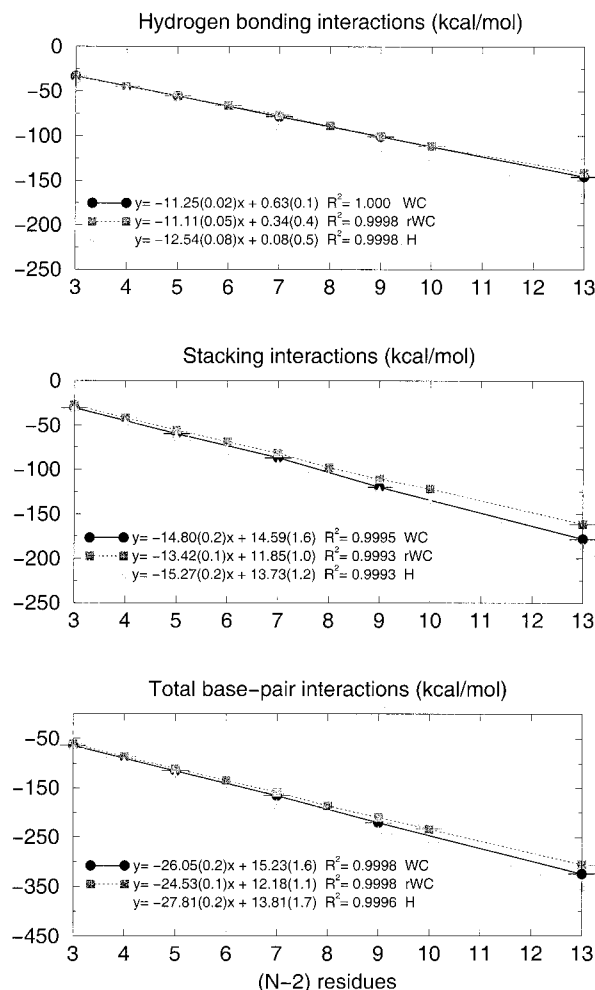 Hydrogen bonding interactions (kcal/mol)
0
−50
−100
−150
−200
−250
y= −11.25(0.02)x + 0.63(0.1) R²= 1.000 WC
y= −11.11(0.05)x + 0.34(0.4) R²= 0.9998 rWC
y= −12.54(0.08)x + 0.08(0.5) R²= 0.9998 H
3 4 5 6 7 8 9 10 11 12 13
Stacking interactions (kcal/mol)
0
−50
−100
−150
−200
−250
y= −14.80(0.2)x + 14.59(1.6) R²= 0.9995 WC
y= −13.42(0.1)x + 11.85(1.0) R²= 0.9993 rWC
y= −15.27(0.2)x + 13.73(1.2) R²= 0.9993 H
3 4 5 6 7 8 9 10 11 12 13
Total base−pair interactions (kcal/mol)
−50
−150
−250
−350
−450
y= −26.05(0.2)x + 15.23(1.6) R²= 0.9998 WC
y= −24.53(0.1)x + 12.18(1.1) R²= 0.9998 rWC
y= −27.81(0.2)x + 13.81(1.7) R²= 0.9996 H
3 4 5 6 7 8 9 10 11 12 13
(N−2) residues